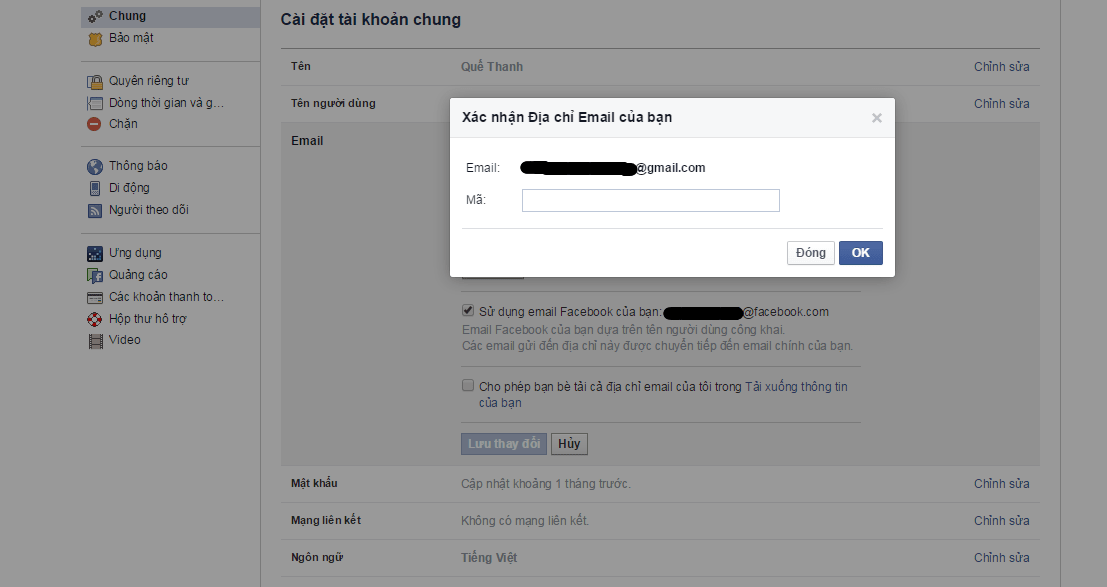 Chung
Bảo mật
Quyền riêng tư
Dòng thời gian và g...
Chặn
Thông báo
Di động
Người theo dõi
Ứng dụng
Quảng cáo
Các khoản thanh to...
Hộp thư hỗ trợ
Video
Cài đặt tài khoản chung
Tên
Quế Thanh
Chỉnh sửa
Tên người dùng
Chỉnh sửa
Email
Xác nhận Địa chỉ Email của bạn
Email:
@gmail.com
Mã:
Đóng
OK
Sử dụng email Facebook của bạn: @facebook.com
Email Facebook của bạn dựa trên tên người dùng công khai.
Các email gửi đến địa chỉ này được chuyển tiếp đến email chính của bạn.
Cho phép bạn bè tải cả địa chỉ email của tôi trong Tải xuống thông tin
của bạn
Lưu thay đổi
Hủy
Mật khẩu
Cập nhật khoảng 1 tháng trước.
Chỉnh sửa
Mạng liên kết
Không có mạng liên kết.
Chỉnh sửa
Ngôn ngữ
Tiếng Việt
Chỉnh sửa